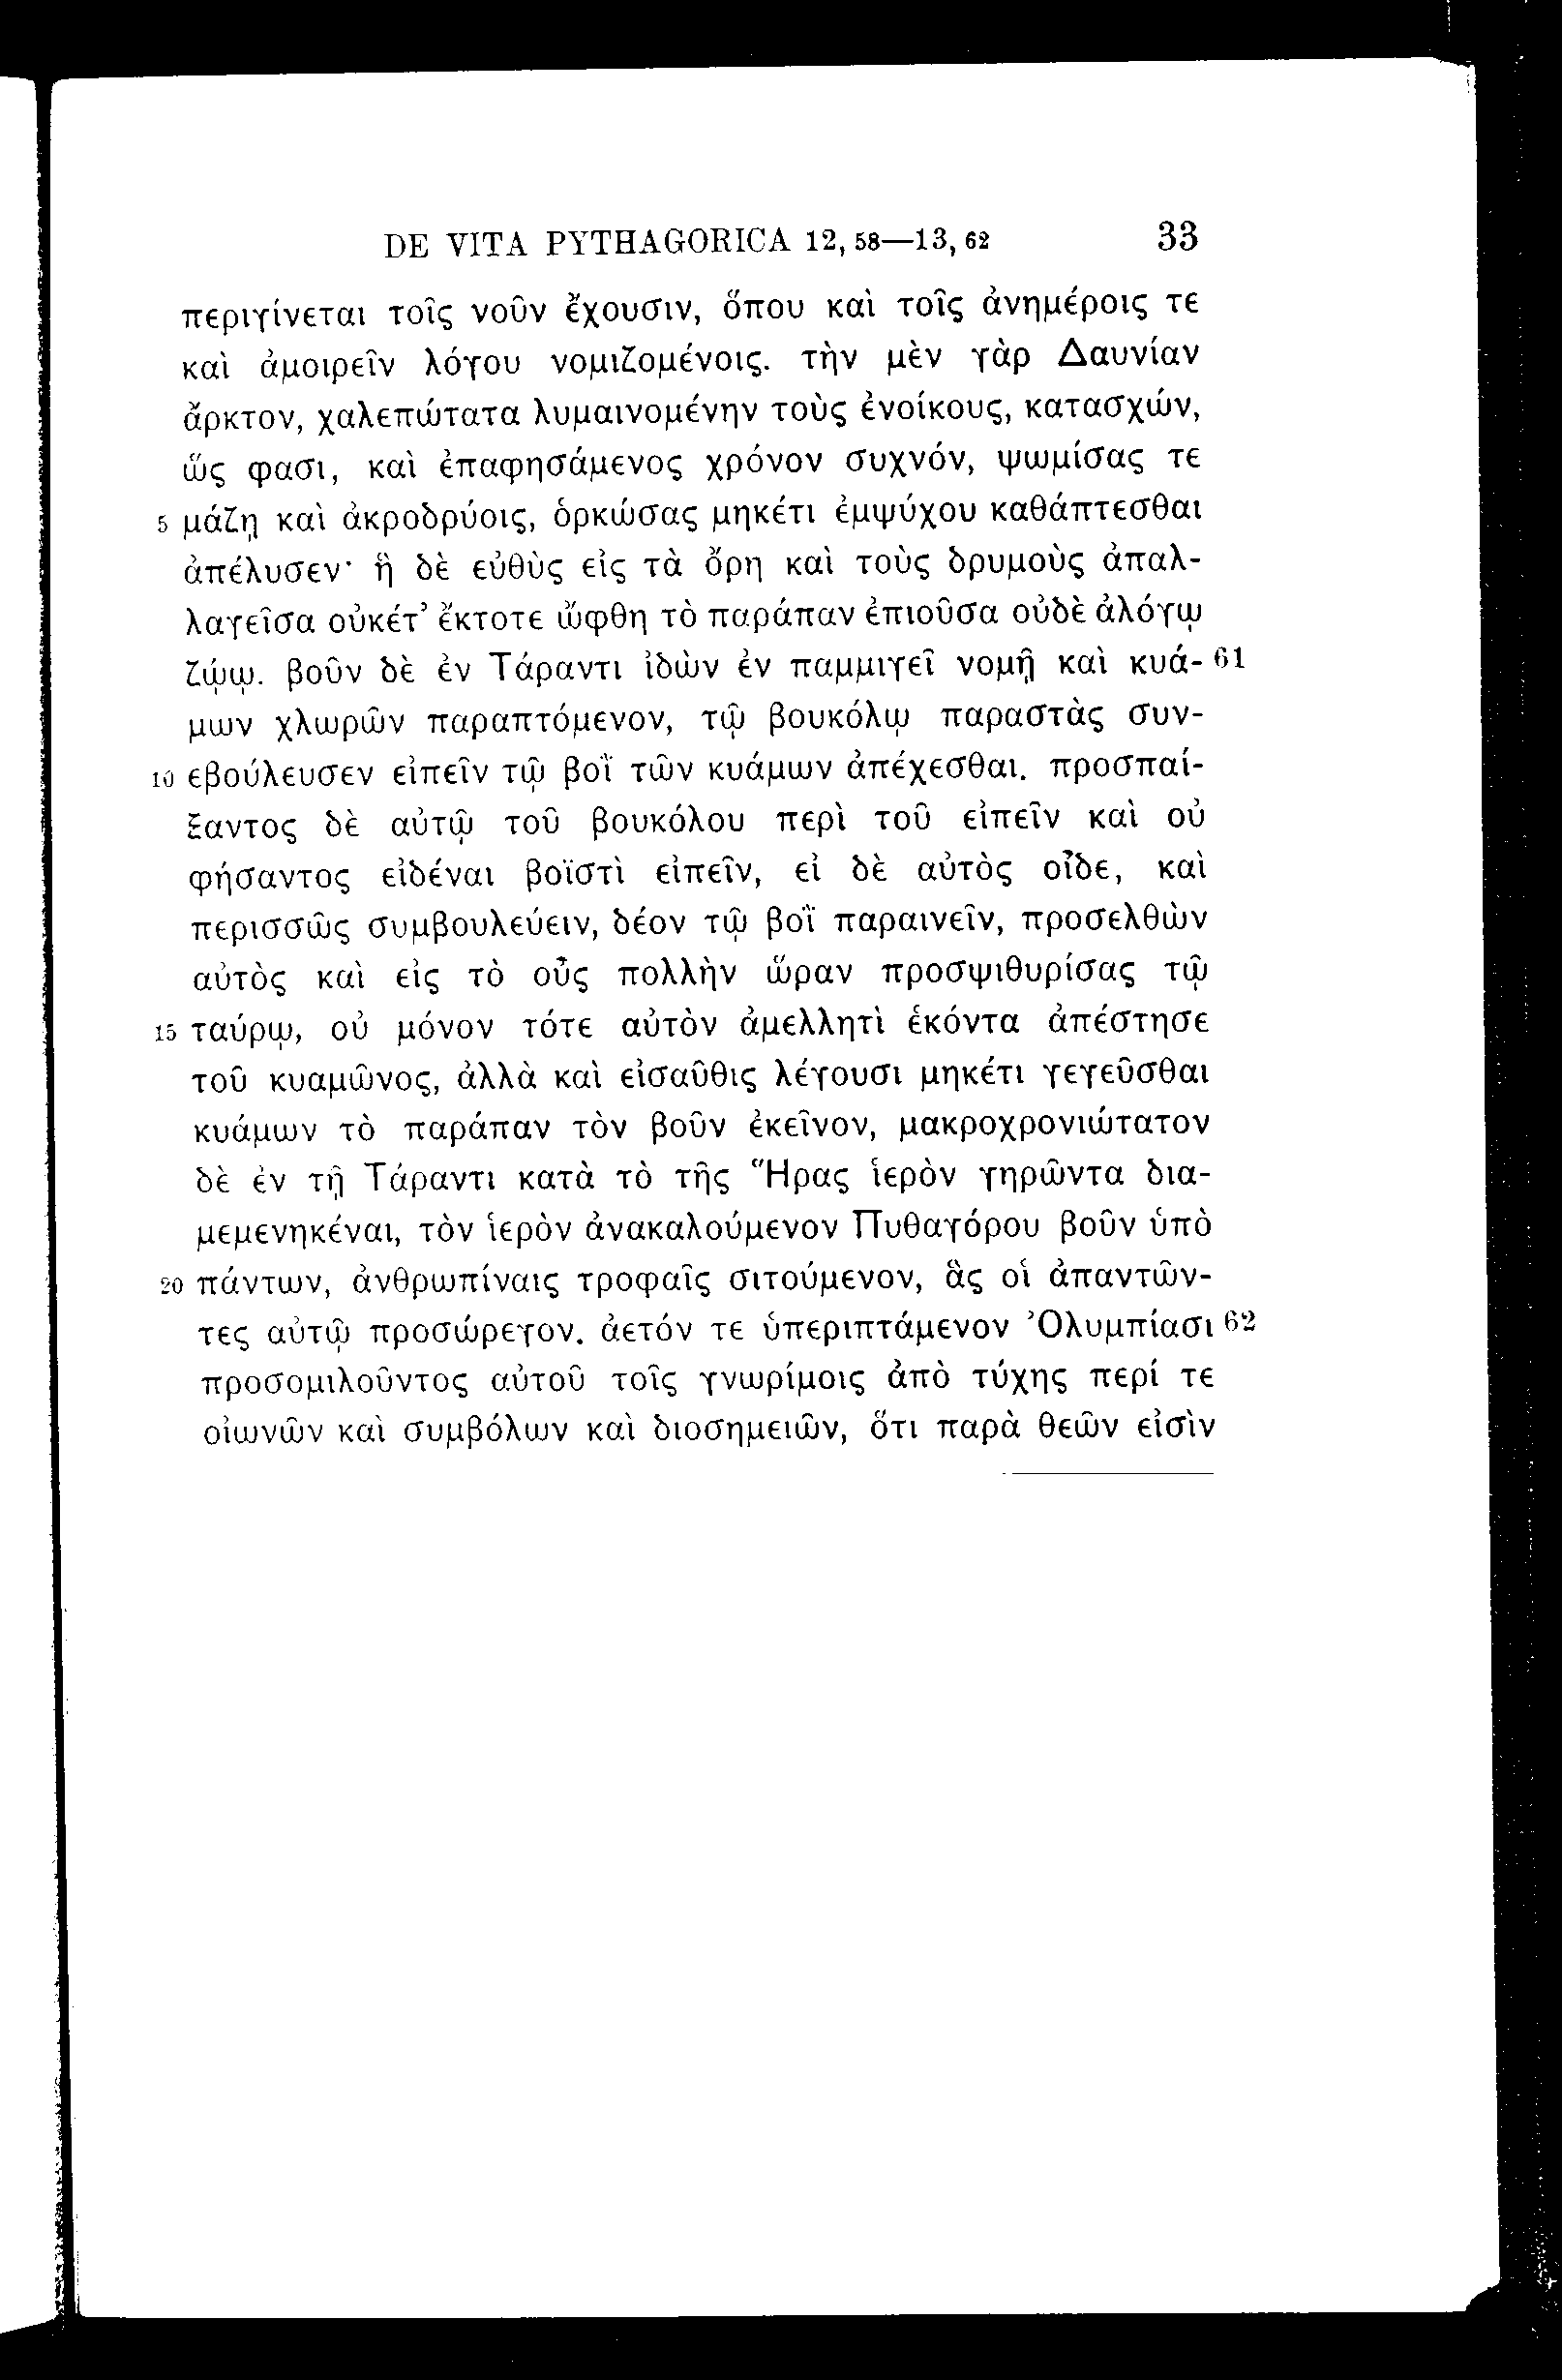 DE VITA PYTHAGORICA 12, 58—13, 62 33
περιγίνεται τοῖς νοῦν ἔχουσιν, ὅπου καὶ τοῖς ἀνημέροις τε
καὶ ἀμοιρεῖν λόγου νομιζομένοις. τὴν μὲν γὰρ Δαυνίαν
ἄρκτον, χαλεπώτατα λυμαινομένην τοὺς ἐνοίκους, κατασχών,
ὥς φασι, καὶ ἐπαφησάμενος χρόνον συχνόν, ψωμίσας τε
5 μάζῃ καὶ ἀκροδρύοις, ὁρκώσας μηκέτι ἐμψύχου καθάπτεσθαι
ἀπέλυσεν· ἣ δὲ εὐθὺς εἰς τὰ ὄρη καὶ τοὺς δρυμοὺς ἀπαλ-
λαγεῖσα οὐκέτ’ ἔκτοτε ὤφθη τὸ παράπαν ἐπιοῦσα οὐδὲ ἀλόγῳ
ζῴῳ. βοῦν δὲ ἐν Τάραντι ἰδὼν ἐν παμμιγεῖ νομῇ καὶ κυά- 61
μων χλωρῶν παραπτόμενον, τῷ βουκόλῳ παραστὰς συν-
10 εβούλευσεν εἰπεῖν τῷ βοῒ τῶν κυάμων ἀπέχεσθαι. προσπαί-
ξαντος δὲ αὐτῷ τοῦ βουκόλου περὶ τοῦ εἰπεῖν καὶ οὐ
φήσαντος εἰδέναι βοϊστὶ εἰπεῖν, εἰ δὲ αὐτὸς οἶδε, καὶ
περισσῶς συμβουλεύειν, δέον τῷ βοῒ παραινεῖν, προσελθὼν
αὐτὸς καὶ εἰς τὸ οὖς πολλὴν ὥραν προσψιθυρίσας τῷ
15 ταύρῳ, οὐ μόνον τότε αὐτὸν ἀμελλητὶ ἑκόντα ἀπέστησε
τοῦ κυαμῶνος, ἀλλὰ καὶ εἰσαῦθις λέγουσι μηκέτι γεγεῦσθαι
κυάμων τὸ παράπαν τὸν βοῦν ἐκεῖνον, μακροχρονιώτατον
δὲ ἐν τῇ Τάραντι κατὰ τὸ τῆς Ἥρας ἱερὸν γηρῶντα δια-
μεμενηκέναι, τὸν ἱερὸν ἀνακαλούμενον Πυθαγόρου βοῦν ὑπὸ
20 πάντων, ἀνθρωπίναις τροφαῖς σιτούμενον, ἃς οἱ ἀπαντῶν-
τες αὐτῷ προσώρεγον. ἀετόν τε ὑπεριπτάμενον Ὀλυμπίασι 62
προσομιλοῦντος αὐτοῦ τοῖς γνωρίμοις ἀπὸ τύχης περί τε
οἰωνῶν καὶ συμβόλων καὶ διοσημειῶν, ὅτι παρὰ θεῶν εἰσὶν